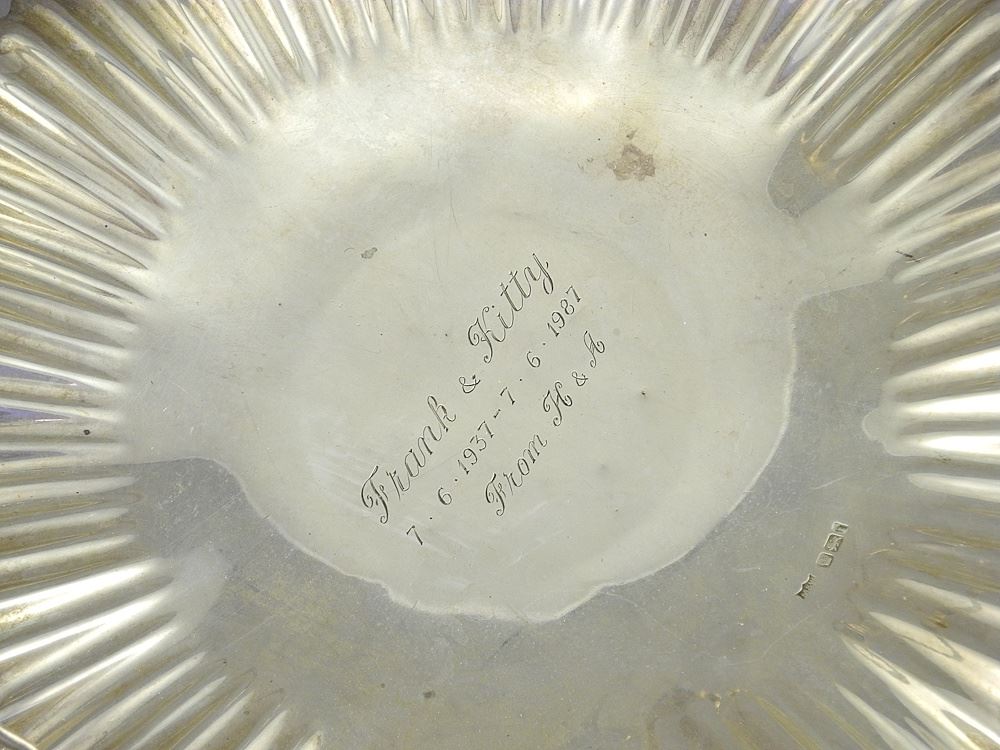 Frank & Kitty.
7 . 6 . 1937 - 7 . 6 . 1987
From H & A